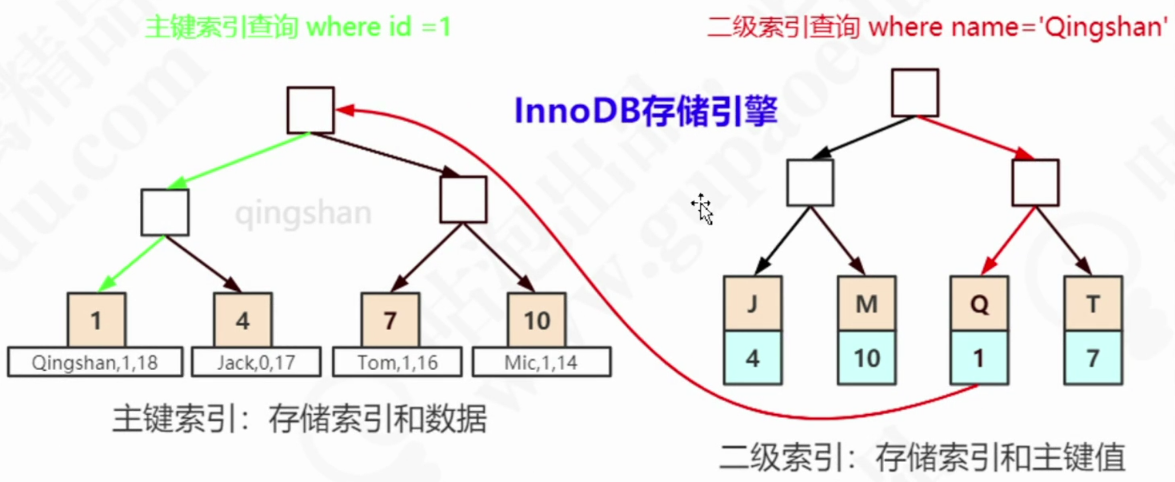 主键索引查询 where id =1
二级索引查询 where name='Qingshan'
InnoDB存储引擎
qingshan
1
4
7
10
Qingshan,1,18
Jack,0,17
Tom,1,16
Mic,1,14
主键索引：存储索引和数据
J
M
Q
T
4
10
1
7
二级索引：存储索引和主键值